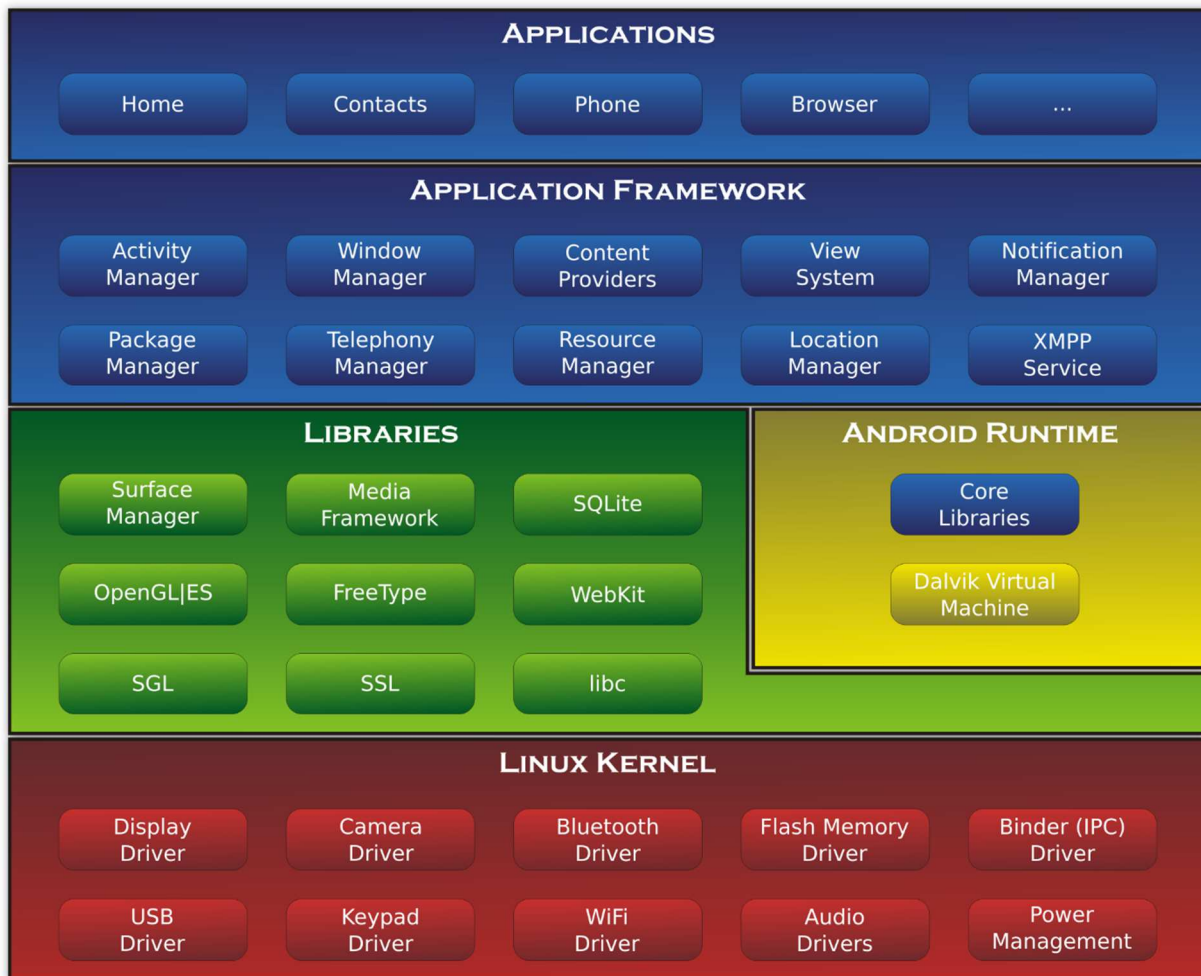 APPLICATIONS
Home
Contacts
Phone
Browser
...
APPLICATION FRAMEWORK
Activity
Manager
Window
Manager
Content
Providers
View
System
Notification
Manager
Package
Manager
Telephony
Manager
Resource
Manager
Location
Manager
XMPP
Service
LIBRARIES
Surface
Manager
Media
Framework
SQLite
OpenGL|ES
FreeType
WebKit
SGL
SSL
libc
ANDROID RUNTIME
Core
Libraries
Dalvik Virtual
Machine
LINUX KERNEL
Display
Driver
Camera
Driver
Bluetooth
Driver
Flash Memory
Driver
Binder (IPC)
Driver
USB
Driver
Keypad
Driver
WiFi
Driver
Audio
Drivers
Power
Management